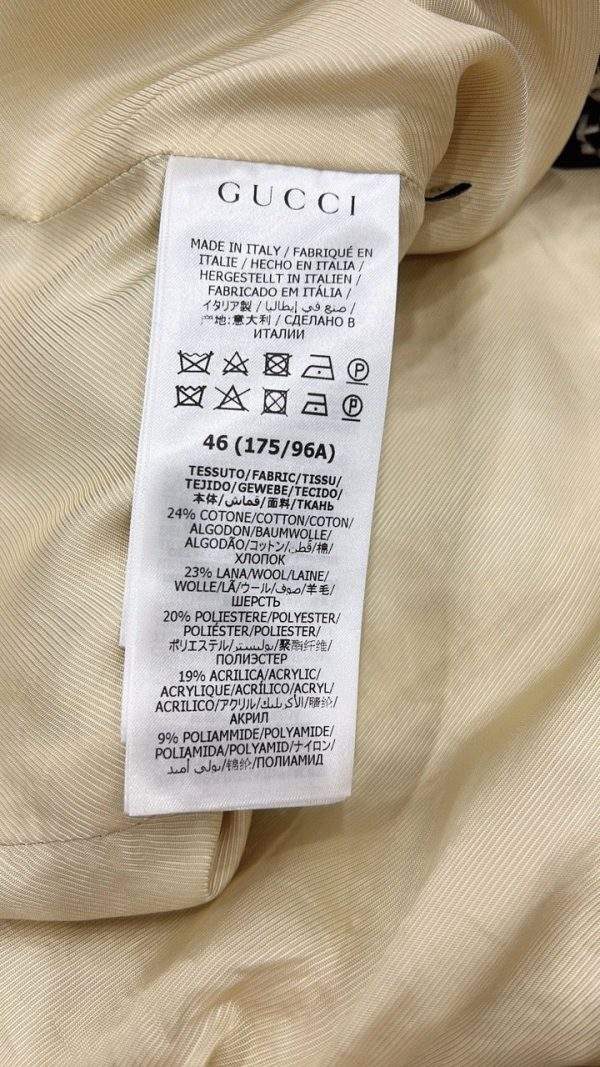 GUCCI
MADE IN ITALY / FABRIQUÉ EN
ITALIE / HECHO EN ITALIA /
HERGESTELLT IN ITALIEN /
FABRICADO EM ITÁLIA /
イタリア製 / صنع في إيطاليا /
产地:意大利 / СДЕЛАНО В
ИТАЛИИ
P
P
46 (175/96A)
TESSUTO/FABRIC/TISSU/
TEJIDO/GEWEBE/TECIDO/
本体/قماش/面料/ТКАНЬ
24% COTONE/COTTON/COTON/
ALGODON/BAUMWOLLE/
ALGODÃO/コットン/قطن/棉/
ХЛОПОК
23% LANA/WOOL/LAINE/
WOLLE/LÃ/ウール/صوف/羊毛/
ШЕРСТЬ
20% POLIESTERE/POLYESTER/
POLIÉSTER/POLIESTER/
ポリエステル/بوليستر/聚酯纤维/
ПОЛИЭСТЕР
19% ACRILICA/ACRYLIC/
ACRYLIQUE/ACRÍLICO/ACRYL/
ACRILICO/アクリル/الأكريليك/腈纶/
АКРИЛ
9% POLIAMMIDE/POLYAMIDE/
POLIAMIDA/POLYAMID/ナイロン/
بولي أميد/锦纶/ПОЛИАМИД